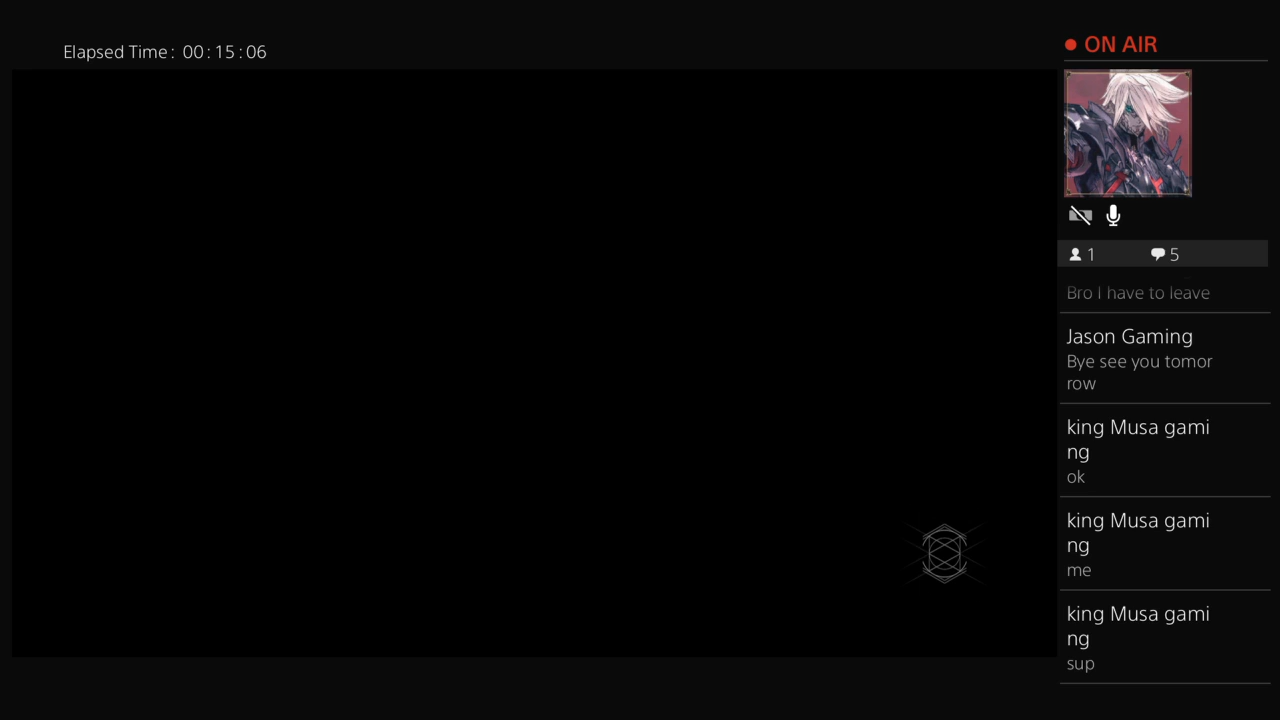 Elapsed Time: 00:15:06
ON AIR
1 5
Bro I have to leave
Jason Gaming
Bye see you tomor
row
king Musa gami
ng
ok
king Musa gami
ng
me
king Musa gami
ng
sup